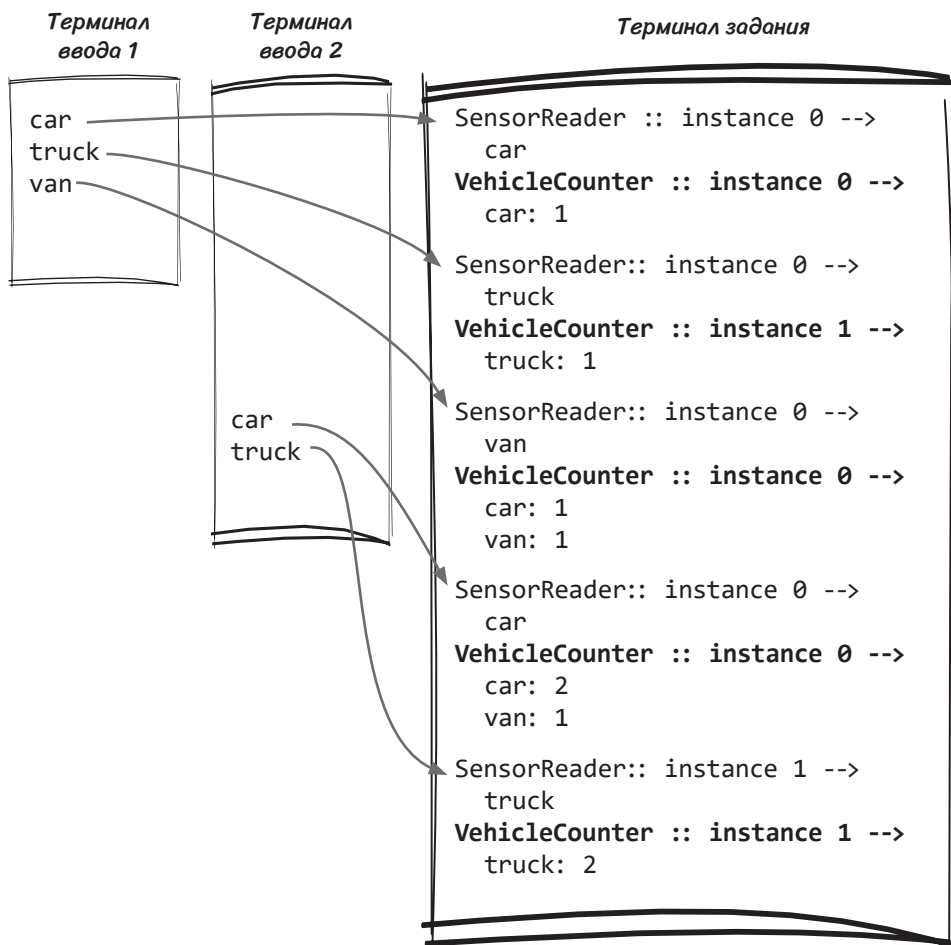 Терминал
ввода 1
Терминал
ввода 2
Терминал задания
car
truck
van
car
truck
SensorReader :: instance 0 -->
car
VehicleCounter :: instance 0 -->
car: 1
SensorReader:: instance 0 -->
truck
VehicleCounter :: instance 1 -->
truck: 1
SensorReader:: instance 0 -->
van
VehicleCounter :: instance 0 -->
car: 1
van: 1
SensorReader:: instance 0 -->
car
VehicleCounter :: instance 0 -->
car: 2
van: 1
SensorReader:: instance 1 -->
truck
VehicleCounter :: instance 1 -->
truck: 2